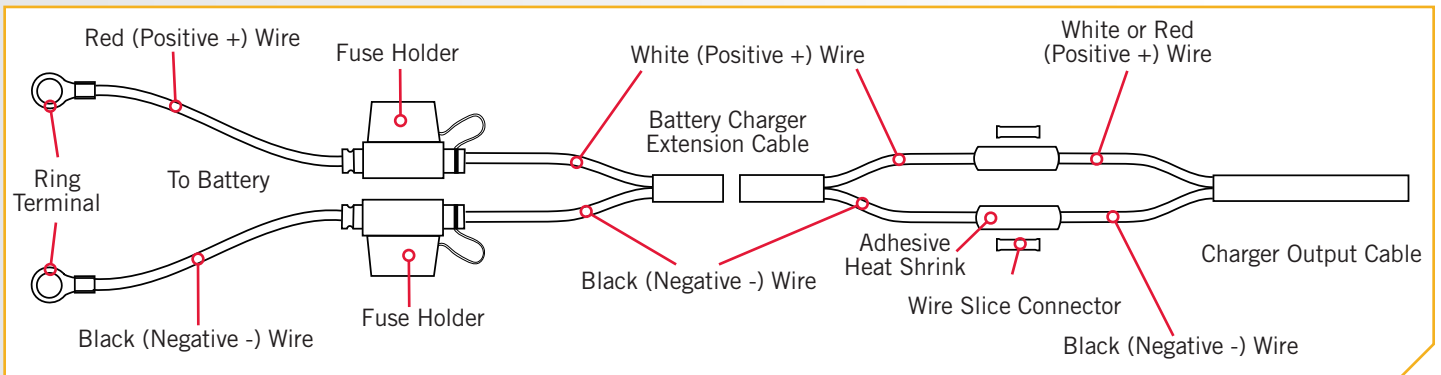 Red (Positive +) Wire
Fuse Holder
White (Positive +) Wire
White or Red
(Positive +) Wire
Battery Charger
Extension Cable
Ring
Terminal
To Battery
Adhesive
Heat Shrink
Charger Output Cable
Black (Negative -) Wire
Wire Slice Connector
Fuse Holder
Black (Negative -) Wire
Black (Negative -) Wire